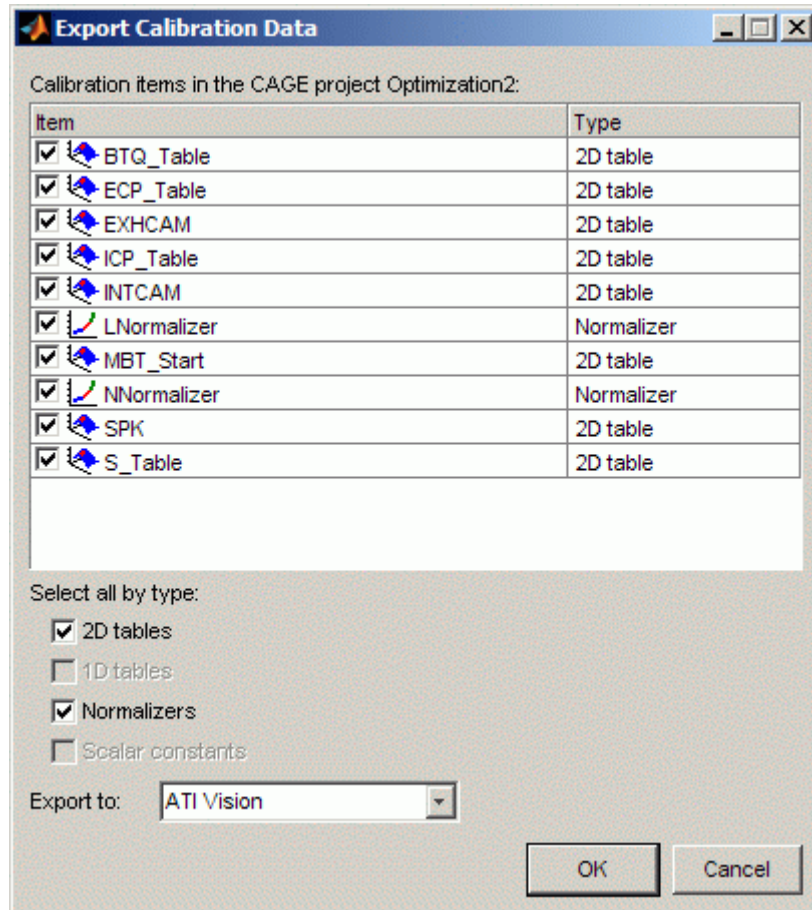 Export Calibration Data
Calibration items in the CAGE project Optimization2:
Item Type
BTQ_Table 2D table
ECP_Table 2D table
EXHCAM 2D table
ICP_Table 2D table
INTCAM 2D table
LNormalizer Normalizer
MBT_Start 2D table
NNormalizer Normalizer
SPK 2D table
S_Table 2D table
Select all by type:
2D tables
1D tables
Normalizers
Scalar constants
Export to: ATI Vision
OK Cancel